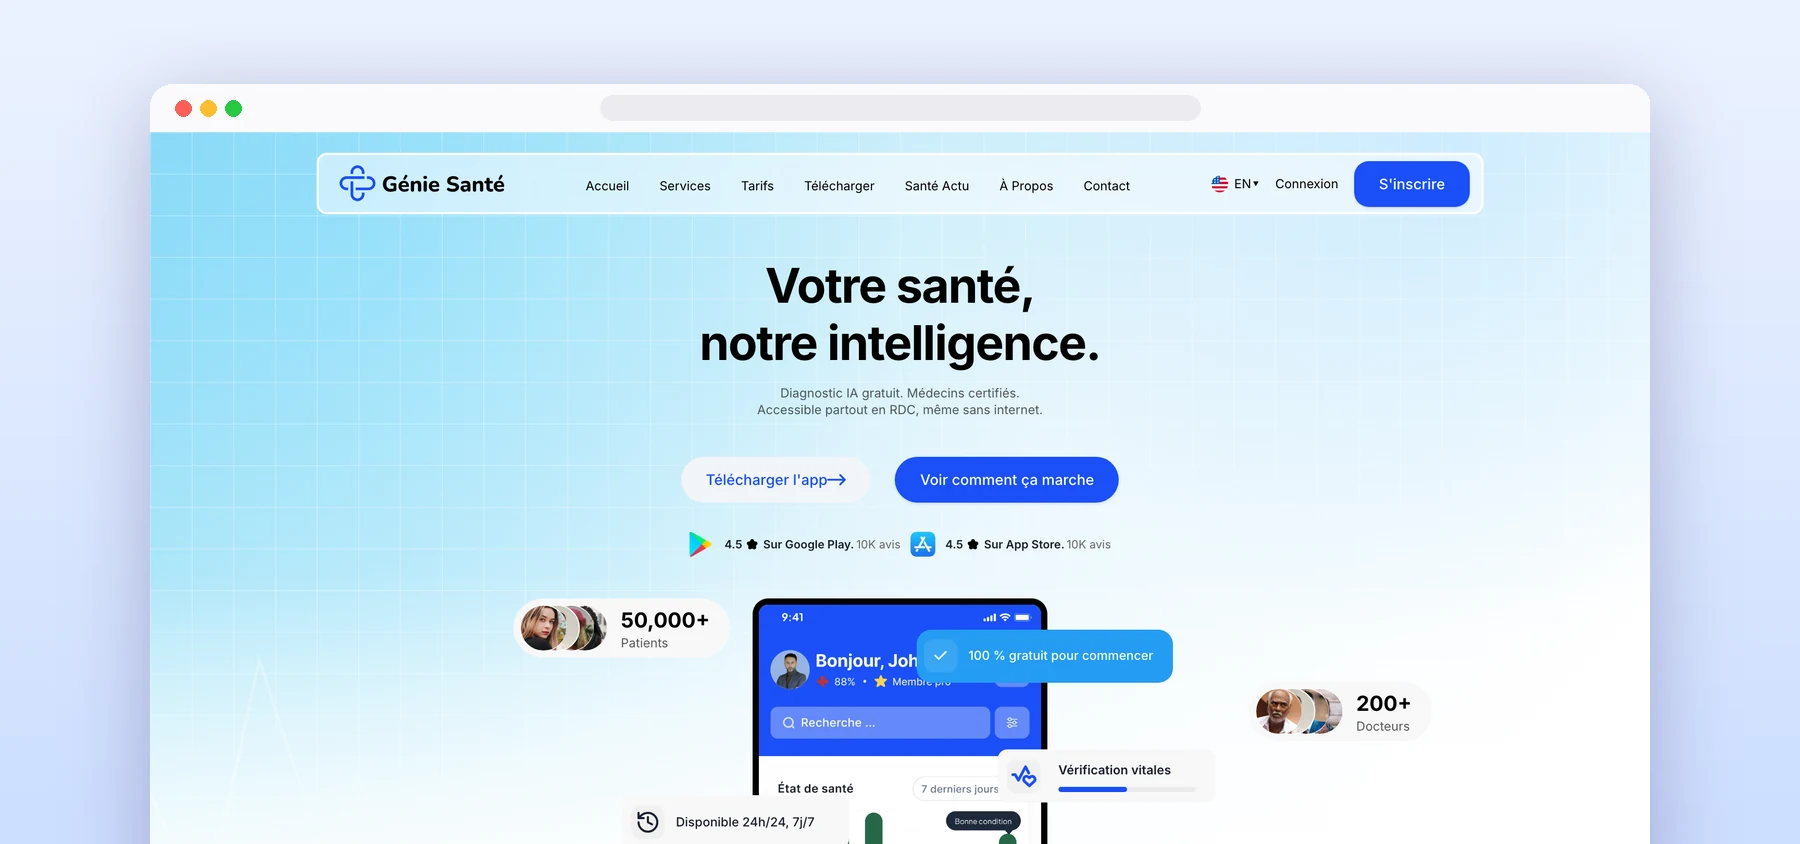 Génie Santé
Accueil Services Tarifs Télécharger Santé Actu À Propos Contact
EN Connexion S'inscrire
Votre santé,
notre intelligence.
Diagnostic IA gratuit. Médecins certifiés.
Accessible partout en RDC, même sans internet.
Télécharger l'app Voir comment ça marche
4.5 Sur Google Play. 10K avis 4.5 Sur App Store. 10K avis
50,000+
Patients
9:41
100 % gratuit pour commencer
Bonjour, Joh
88% • Membre pro
Recherche ...
200+
Docteurs
Vérification vitales
État de santé
7 derniers jours
Disponible 24h/24, 7j/7
Bonne condition